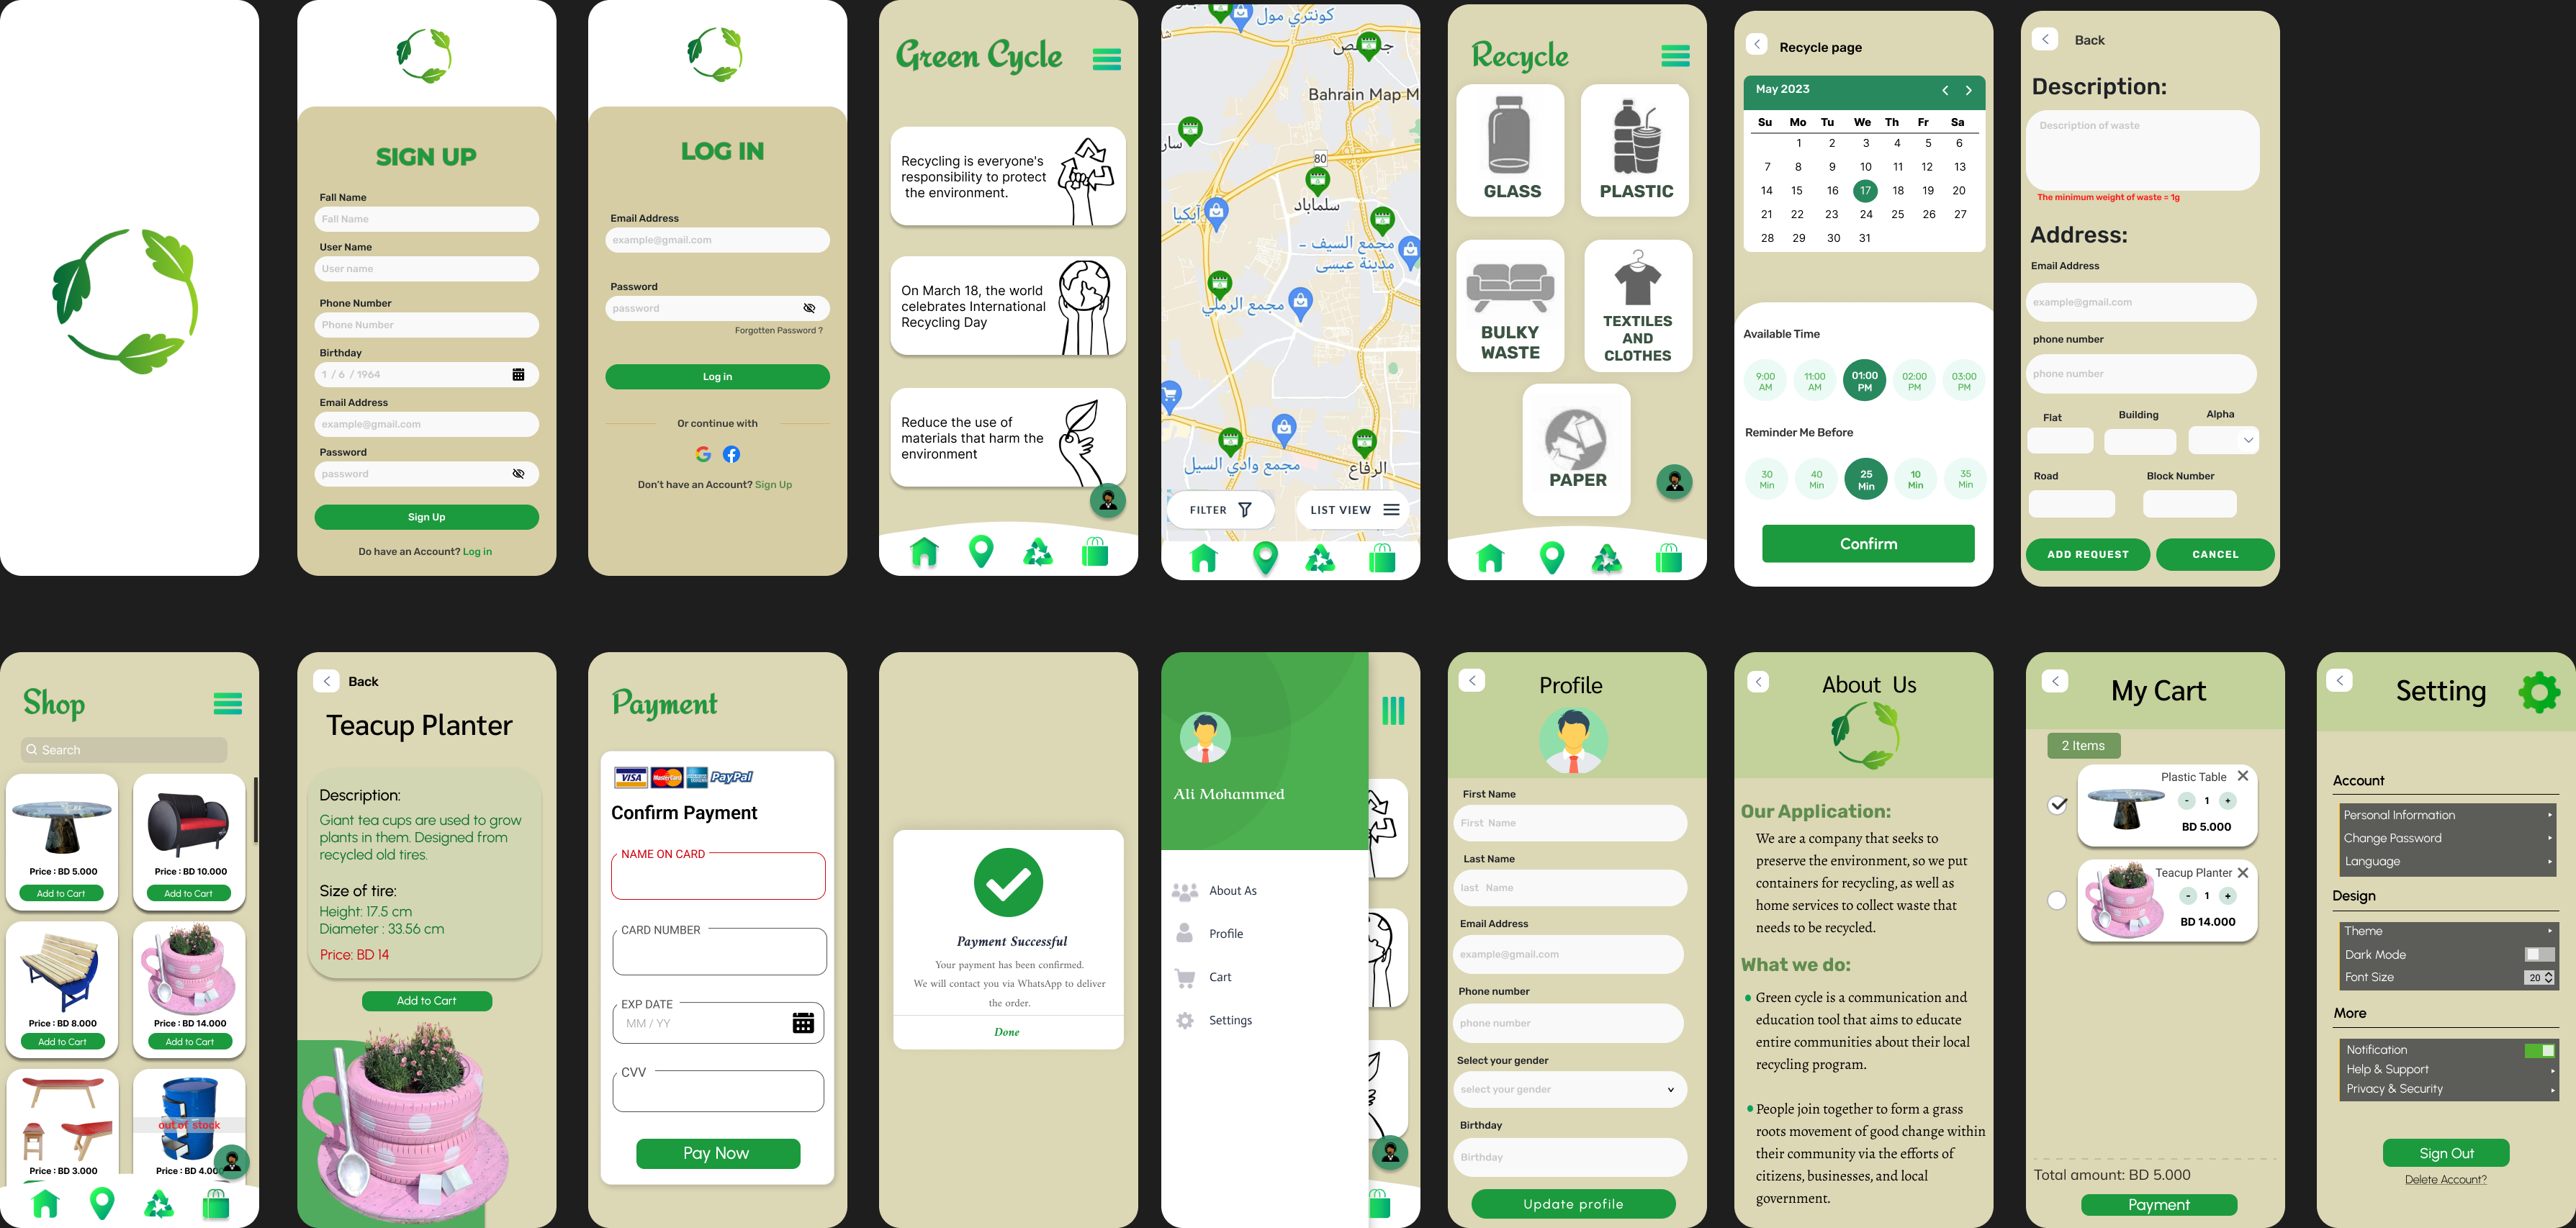 SIGN UP
Fall Name
Fall Name
User Name
User name
Phone Number
Phone Number
Birthday
1 / 6 / 1964
Email Address
example@gmail.com
Password
password
Sign Up
Do have an Account? Log in
LOG IN
Email Address
example@gmail.com
Password
password
Forgotten Password ?
Log in
Or continue with
Don't have an Account? Sign Up
Green Cycle
Recycling is everyone's
responsibility to protect
the environment.
On March 18, the world
celebrates International
Recycling Day
Reduce the use of
materials that harm the
environment
كونتري مول
Bahrain Map M
سار
80
سلماباد
آيكيا
مجمع السيف -
مدينة عيسى
مجمع الرملي
مجمع وادي السيل
الرفاع
FILTER
LIST VIEW
Recycle
GLASS
PLASTIC
BULKY
WASTE
TEXTILES
AND
CLOTHES
PAPER
Recycle page
May 2023
Su Mo Tu We Th Fr Sa
1 2 3 4 5 6
7 8 9 10 11 12 13
14 15 16 17 18 19 20
21 22 23 24 25 26 27
28 29 30 31
Available Time
9:00 AM
11:00 AM
01:00 PM
02:00 PM
03:00 PM
Reminder Me Before
30 Min
40 Min
25 Min
10 Min
35 Min
Confirm
Back
Description:
Description of waste
The minimum weight of waste = 1g
Address:
Email Address
example@gmail.com
phone number
phone number
Flat
Building
Alpha
Road
Block Number
ADD REQUEST
CANCEL
Shop
Search
Price : BD 5.000
Add to Cart
Price : BD 10.000
Add to Cart
Price : BD 8.000
Add to Cart
Price : BD 14.000
Add to Cart
Price : BD 3.000
out of stock
Price : BD 4.00
Back
Teacup Planter
Description:
Giant tea cups are used to grow
plants in them. Designed from
recycled old tires.
Size of tire:
Height: 17.5 cm
Diameter : 33.56 cm
Price: BD 14
Add to Cart
Payment
VISA
MasterCard
PayPal
Confirm Payment
NAME ON CARD
CARD NUMBER
EXP DATE
MM / YY
CVV
Pay Now
Payment Successful
Your payment has been confirmed.
We will contact you via WhatsApp to deliver
the order.
Done
Ali Mohammed
About As
Profile
Cart
Settings
Profile
First Name
First Name
Last Name
last Name
Email Address
example@gmail.com
Phone number
phone number
Select your gender
select your gender
Birthday
Birthday
Update profile
About Us
Our Application:
We are a company that seeks to
preserve the environment, so we put
containers for recycling, as well as
home services to collect waste that
needs to be recycled.
What we do:
Green cycle is a communication and
education tool that aims to educate
entire communities about their local
recycling program.
People join together to form a grass
roots movement of good change within
their community via the efforts of
citizens, businesses, and local
government.
My Cart
2 Items
Plastic Table
- 1 +
BD 5.000
Teacup Planter
- 1 +
BD 14.000
Total amount: BD 5.000
Payment
Setting
Account
Personal Information
Change Password
Language
Design
Theme
Dark Mode
Font Size
20
More
Notification
Help & Support
Privacy & Security
Sign Out
Delete Account?